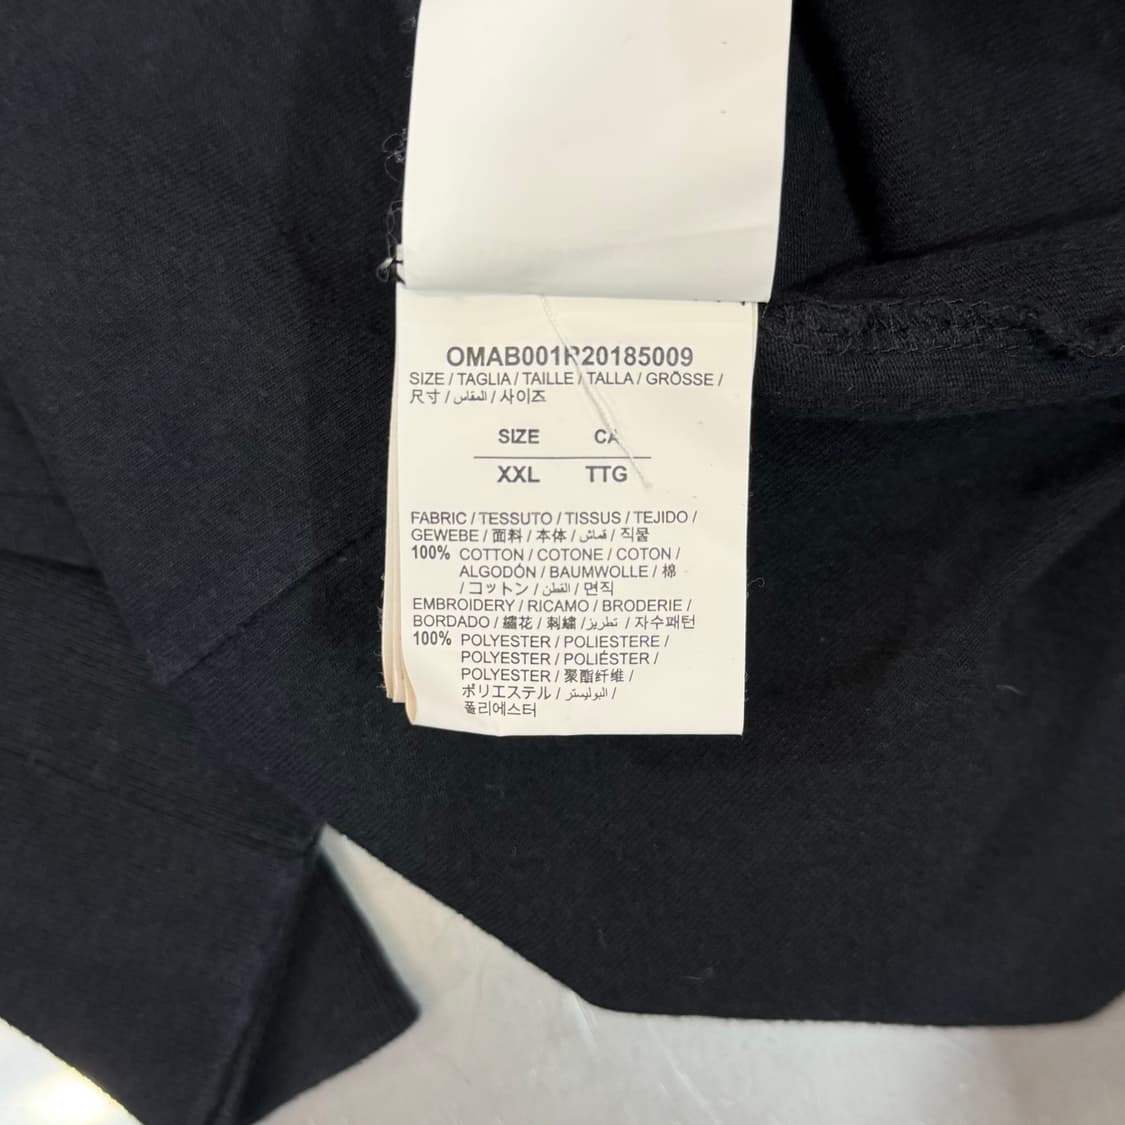 OMAB001R20185009
SIZE / TAGLIA / TAILLE / TALLA / GRÖSSE /
尺寸 / المقاس / 사이즈
SIZE CA
XXL TTG
FABRIC / TESSUTO / TISSUS / TEJIDO /
GEWEBE / 面料 / 本体 / قماش / 직물
100% COTTON / COTONE / COTON /
ALGODÓN / BAUMWOLLE / 棉
/ コットン / القطن / 면직
EMBROIDERY / RICAMO / BRODERIE /
BORDADO / 繡花 / 刺繍 / تطريز / 자수패턴
100% POLYESTER / POLIESTERE /
POLYESTER / POLIÉSTER /
POLYESTER / 聚酯纤维 /
ポリエステル / البوليستر /
폴리에스터